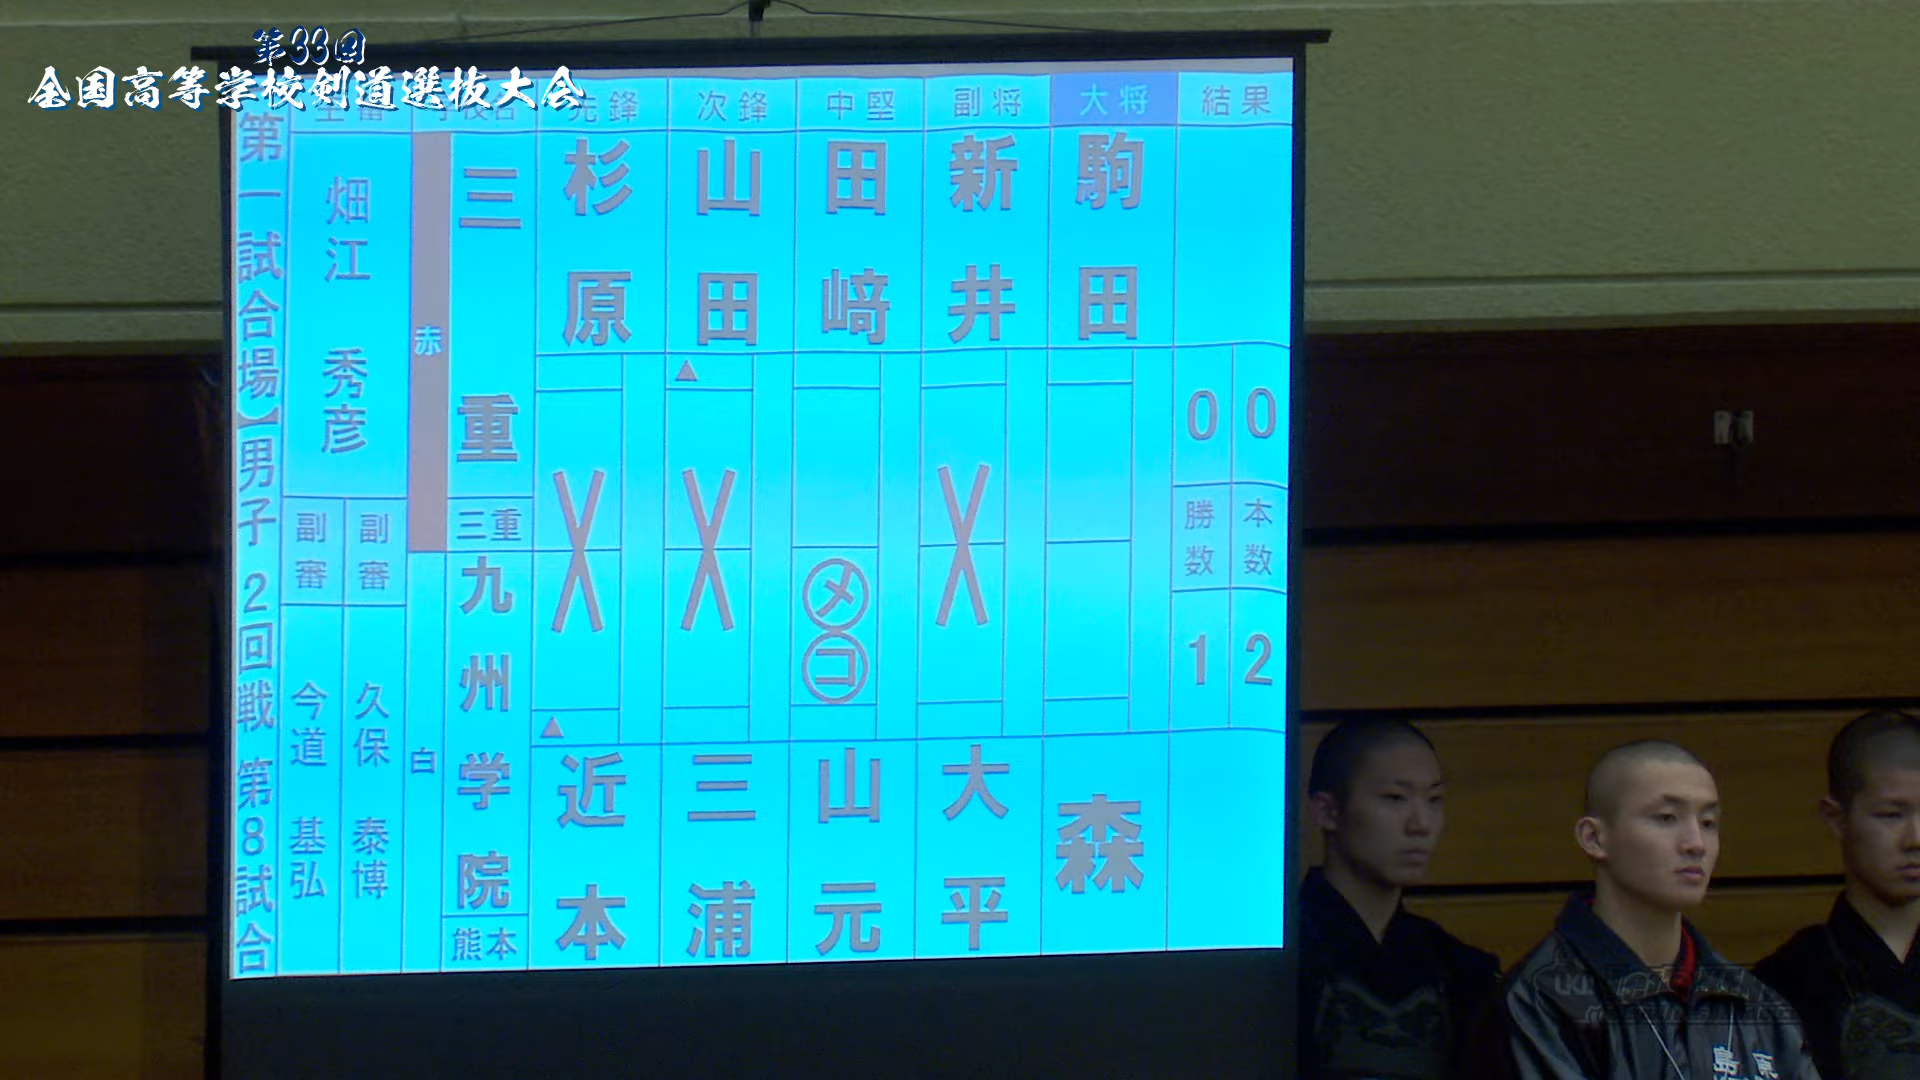 第33回
全国高等学校剣道選抜大会
先鋒 次鋒 中堅 副将 大将 結果
第一試合場】男子 2回戦 第8試合
畑江 秀彦
副審 副審
今道 基弘
久保 泰博
赤
三重
三重
杉原
山田
田﨑
新井
駒田
▲
0 0
勝数 本数
メ
コ
1 2
▲
白
九州学院
熊本
近本
三浦
山元
大平
森
島原